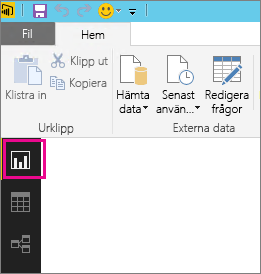 Fil Hem
Klistra in
Klipp ut
Kopiera
Urklipp
Hämta data
Senast använ...
Redigera frågor
Externa data